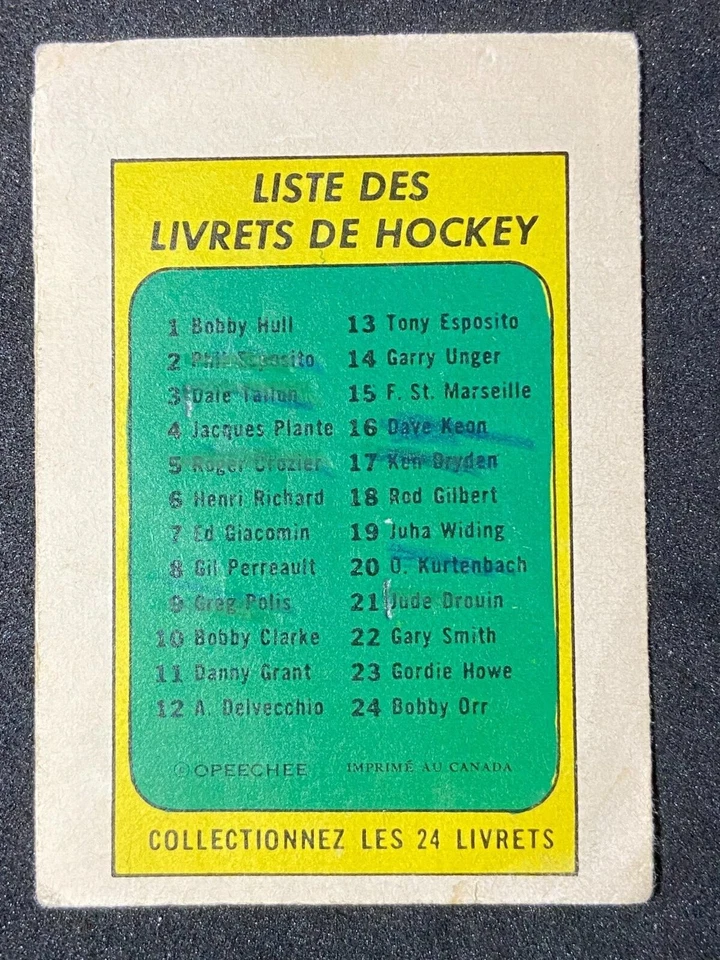 LISTE DES
LIVRETS DE HOCKEY
1 Bobby Hull
2 Phil Esposito
3 Dale Tallon
4 Jacques Plante
5 Roger Crozier
6 Henri Richard
7 Ed Giacomin
8 Gil Perreault
9 Greg Polis
10 Bobby Clarke
11 Danny Grant
12 A. Delvecchio
13 Tony Esposito
14 Garry Unger
15 F. St. Marseille
16 Dave Keon
17 Ken Dryden
18 Rod Gilbert
19 Juha Widing
20 O. Kurtenbach
21 Jude Drouin
22 Gary Smith
23 Gordie Howe
24 Bobby Orr
©OPEECHEE IMPRIMÉ AU CANADA
COLLECTIONNEZ LES 24 LIVRETS